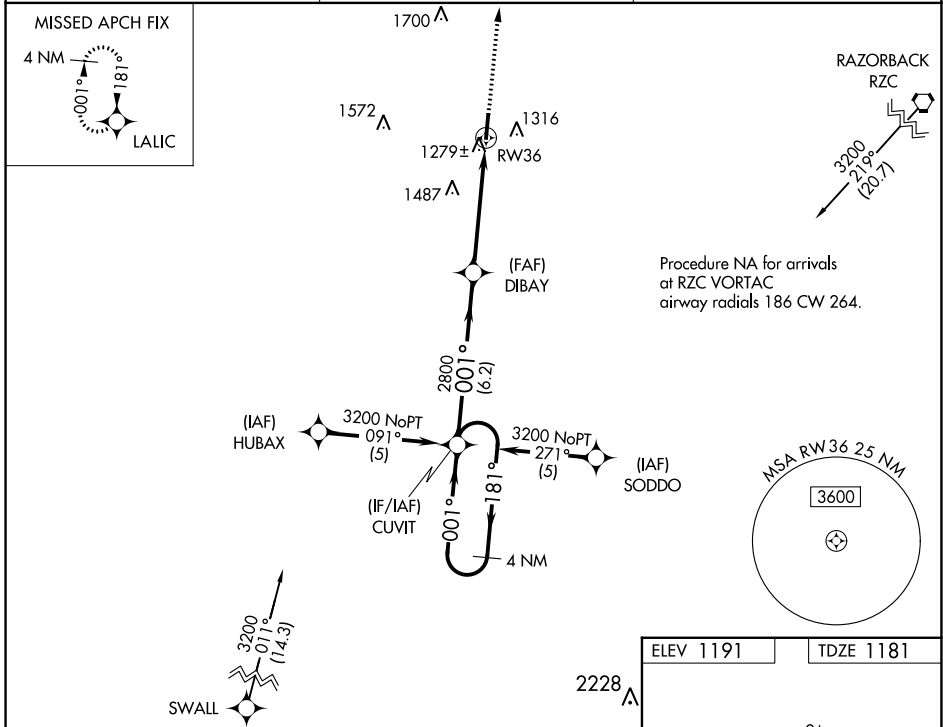 MISSED APCH FIX
4 NM
001°
181°
LALIC
1700
1572
1316
1279±
RW36
1487
RAZORBACK
RZC
3200
219°
(20.7)
(FAF)
DIBAY
Procedure NA for arrivals
at RZC VORTAC
airway radials 186 CW 264.
2800
001°
(6.2)
(IAF)
HUBAX
3200 NoPT
091°
(5)
3200 NoPT
271°
(5)
(IAF)
SODDO
(IF/IAF)
CUVIT
001°
181°
4 NM
MSA RW36 25 NM
3600
3200
011°
(14.3)
SWALL
2228
ELEV 1191
TDZE 1181